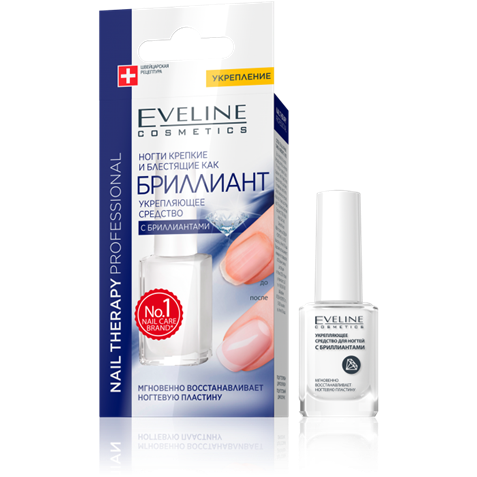 ШВЕЙЦАРСКАЯ
РЕЦЕПТУРА
УКРЕПЛЕНИЕ
EVELINE
COSMETICS
НОГТИ КРЕПКИЕ
И БЛЕСТЯЩИЕ КАК
БРИЛЛИАНТ
УКРЕПЛЯЮЩЕЕ
СРЕДСТВО
С БРИЛЛИАНТАМИ
до
после
No.1
NAIL CARE
BRAND*
МГНОВЕННО ВОССТАНАВЛИВАЕТ
НОГТЕВУЮ ПЛАСТИНУ
NAIL THERAPY PROFESSIONAL
EVELINE
COSMETICS
УКРЕПЛЯЮЩЕЕ
СРЕДСТВО ДЛЯ НОГТЕЙ
С БРИЛЛИАНТАМИ
МГНОВЕННО
ВОССТАНАВЛИВАЕТ
НОГТЕВУЮ ПЛАСТИНУ